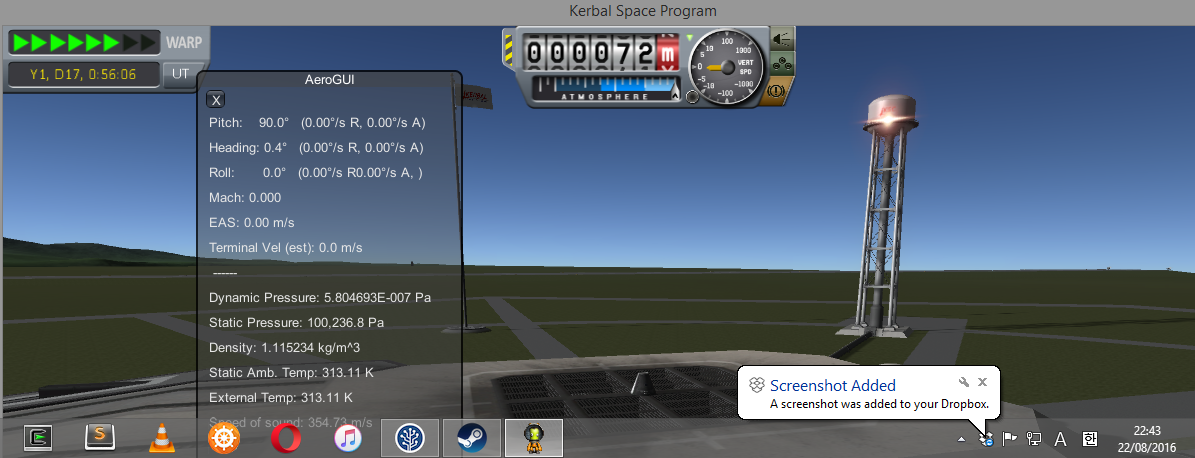 Kerbal Space Program
WARP
Y1, D17, 0:56:06
UT
000072 m
ATMOSPHERE
100
10
1000
5
0
VERT
SPD
-5
-10
-1000
-100
AeroGUI
X
Pitch: 90.0° (0.00°/s R, 0.00°/s A)
Heading: 0.4° (0.00°/s R, 0.00°/s A)
Roll: 0.0° (0.00°/s R0.00°/s A, )
Mach: 0.000
EAS: 0.00 m/s
Terminal Vel (est): 0.0 m/s
------
Dynamic Pressure: 5.804693E-007 Pa
Static Pressure: 100,236.8 Pa
Density: 1.115234 kg/m^3
Static Amb. Temp: 313.11 K
External Temp: 313.11 K
Speed of sound: 354.73 m/s
Screenshot Added
A screenshot was added to your Dropbox.
S
A
22:43
22/08/2016